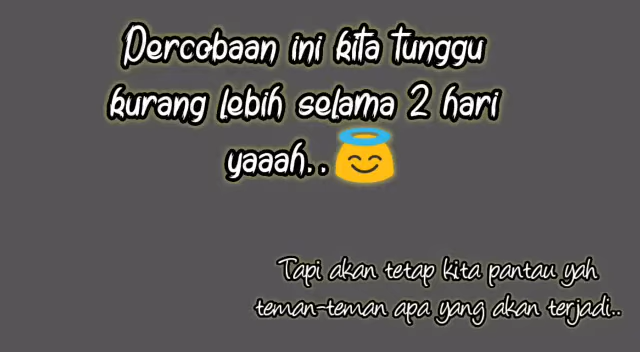 Percobaan ini kita tunggu
kurang lebih selama 2 hari
yaaah..😇
Tapi akan tetap kita pantau yah
teman-teman apa yang akan terjadi..